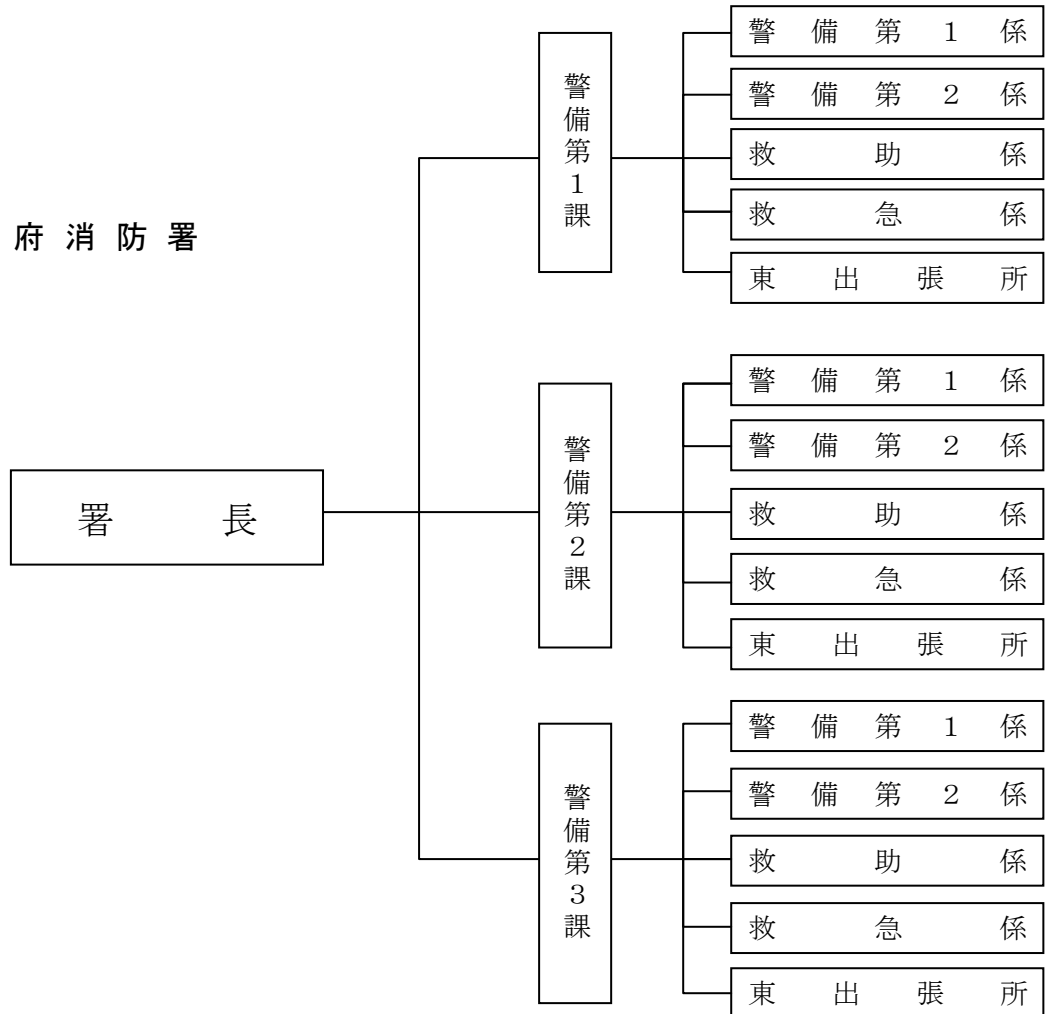 府消防署
署長
警備第1課
警備第1係
警備第2係
救助係
救急係
東出張所
警備第2課
警備第1係
警備第2係
救助係
救急係
東出張所
警備第3課
警備第1係
警備第2係
救助係
救急係
東出張所